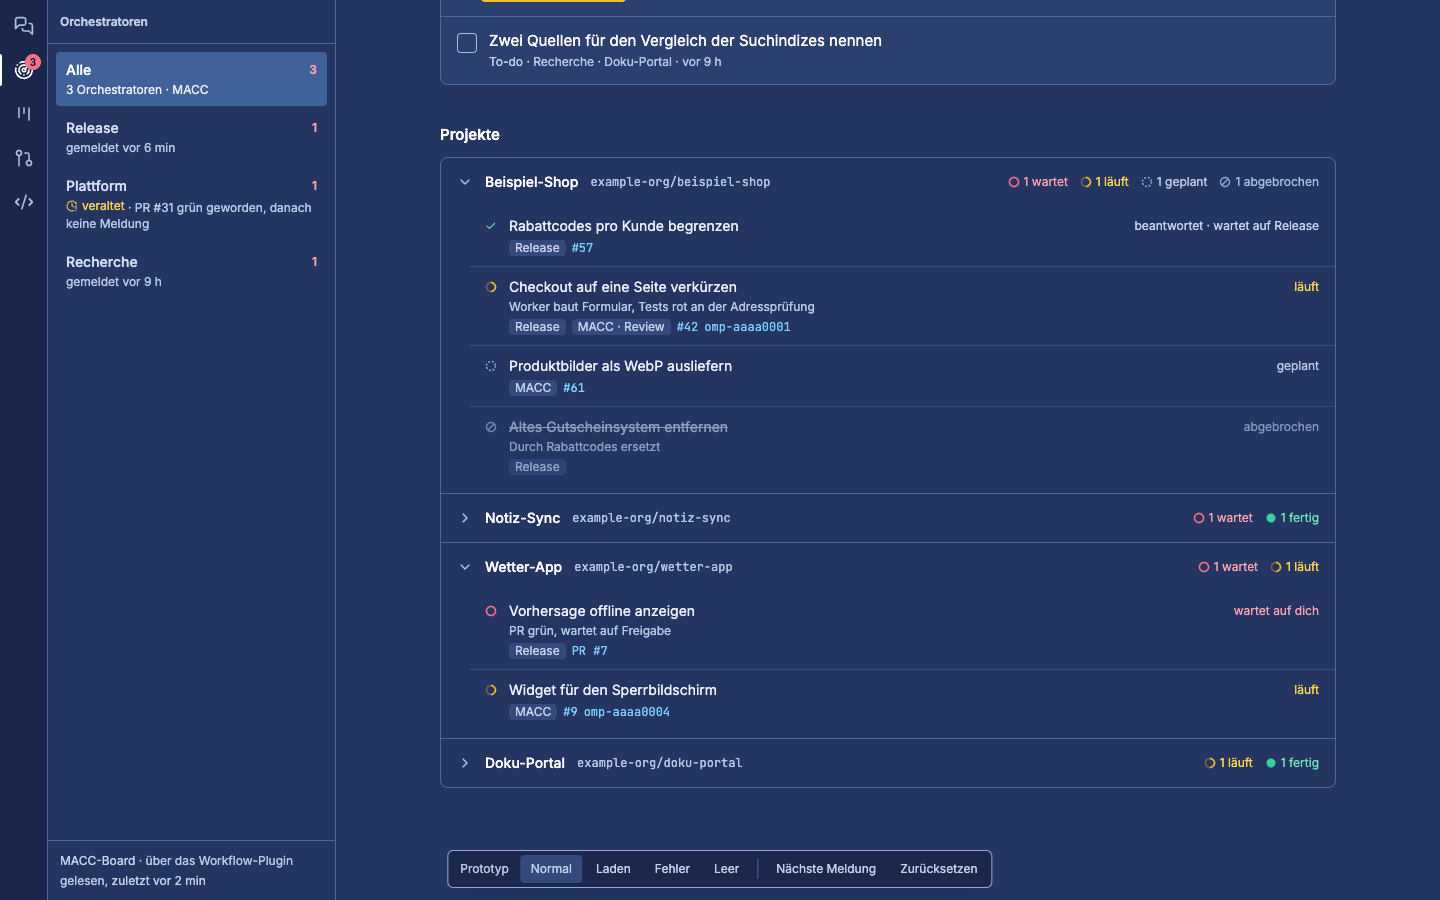 Orchestratoren
3
Alle 3
3 Orchestratoren · MACC
Release 1
gemeldet vor 6 min
Plattform 1
veraltet · PR #31 grün geworden, danach
keine Meldung
Recherche 1
gemeldet vor 9 h
MACC-Board · über das Workflow-Plugin
gelesen, zuletzt vor 2 min
Zwei Quellen für den Vergleich der Suchindizes nennen
To-do · Recherche · Doku-Portal · vor 9 h
Projekte
Beispiel-Shop example-org/beispiel-shop 1 wartet 1 läuft 1 geplant 1 abgebrochen
Rabattcodes pro Kunde begrenzen beantwortet · wartet auf Release
Release #57
Checkout auf eine Seite verkürzen läuft
Worker baut Formular, Tests rot an der Adressprüfung
Release MACC · Review #42 omp-aaaa0001
Produktbilder als WebP ausliefern geplant
MACC #61
Altes Gutscheinsystem entfernen abgebrochen
Durch Rabattcodes ersetzt
Release
Notiz-Sync example-org/notiz-sync 1 wartet 1 fertig
Wetter-App example-org/wetter-app 1 wartet 1 läuft
Vorhersage offline anzeigen wartet auf dich
PR grün, wartet auf Freigabe
Release PR #7
Widget für den Sperrbildschirm läuft
MACC #9 omp-aaaa0004
Doku-Portal example-org/doku-portal 1 läuft 1 fertig
Prototyp Normal Laden Fehler Leer Nächste Meldung Zurücksetzen